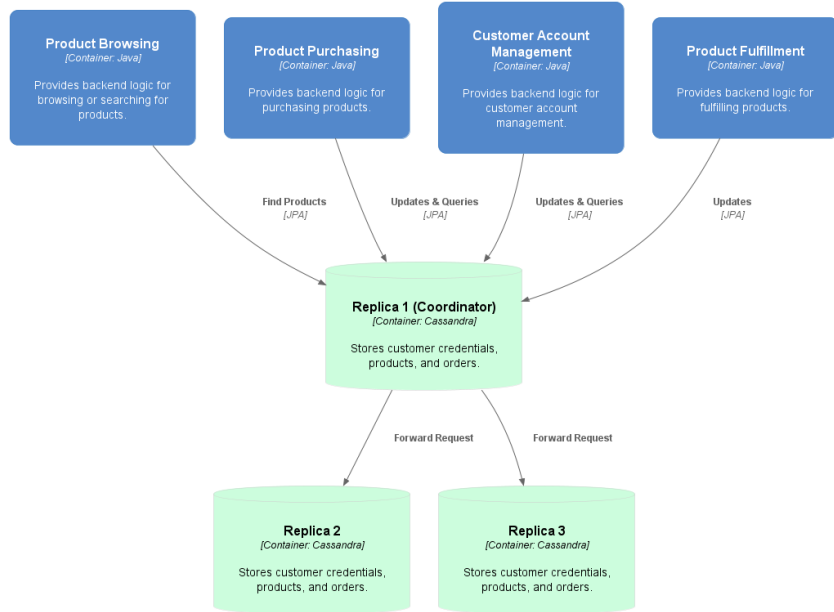 Product Browsing
[Container: Java]
Provides backend logic for
browsing or searching for
products.
Product Purchasing
[Container: Java]
Provides backend logic for
purchasing products.
Customer Account
Management
[Container: Java]
Provides backend logic for
customer account
management.
Product Fulfillment
[Container: Java]
Provides backend logic for
fulfilling products.
Find Products
[JPA]
Updates & Queries
[JPA]
Updates & Queries
[JPA]
Updates
[JPA]
Replica 1 (Coordinator)
[Container: Cassandra]
Stores customer credentials,
products, and orders.
Forward Request
Forward Request
Replica 2
[Container: Cassandra]
Stores customer credentials,
products, and orders.
Replica 3
[Container: Cassandra]
Stores customer credentials,
products, and orders.